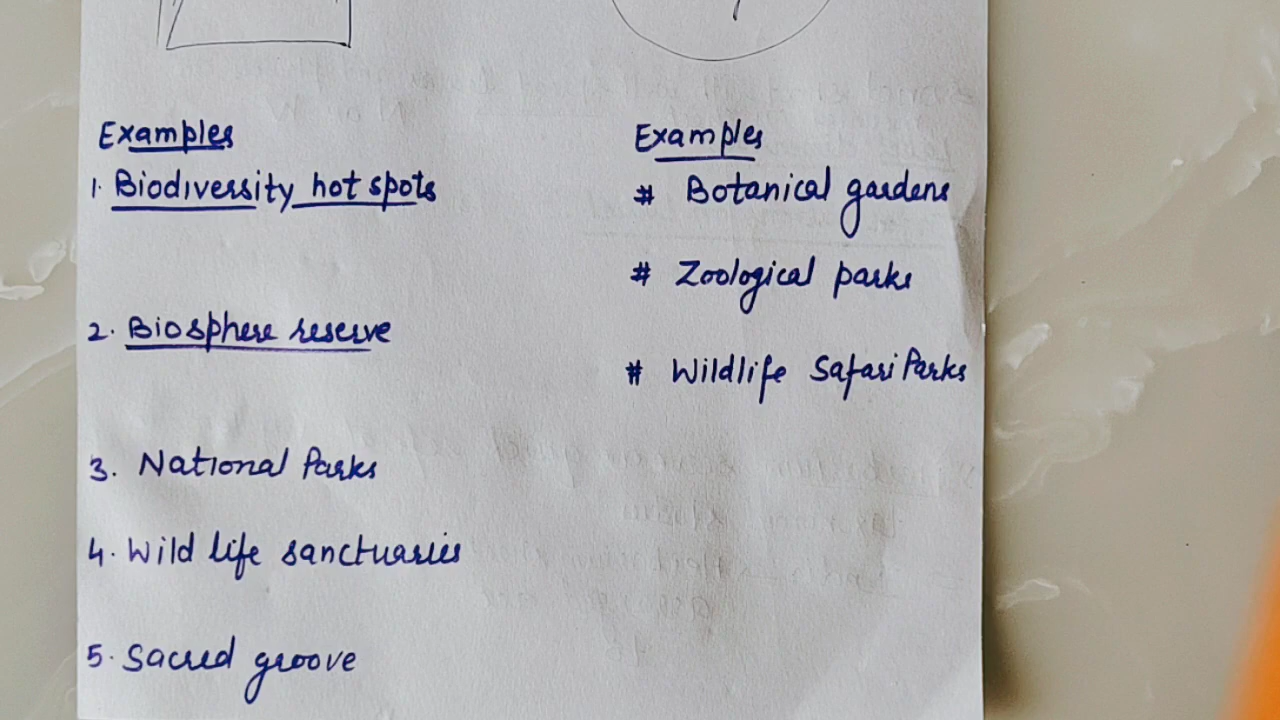 Examples
1. Biodiversity hot spots
2. Biosphere reserve
3. National Parks
4. Wild life sanctuaries
5. Sacred groove
Examples
# Botanical gardens
# Zoological parks
# Wildlife Safari Parks